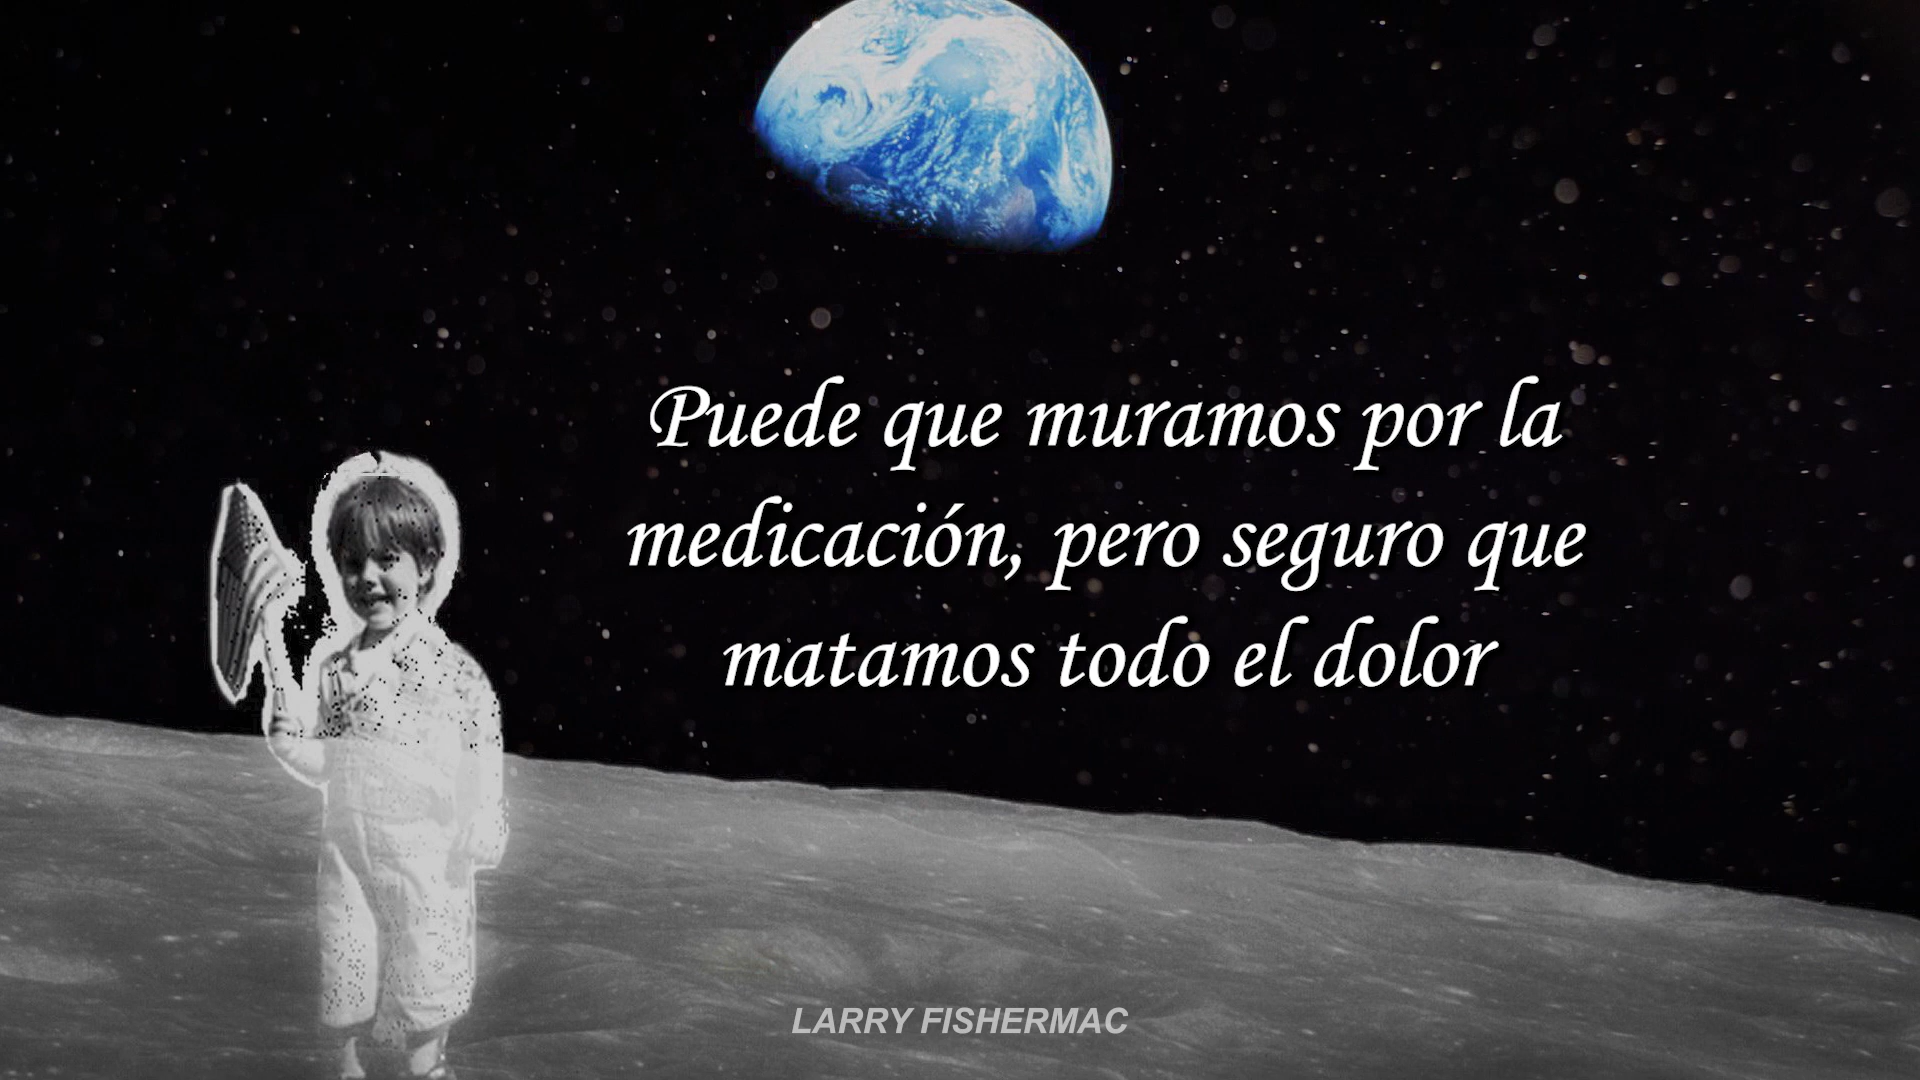 Puede que muramos por la
medicación, pero seguro que
matamos todo el dolor
LARRY FISHERMAC